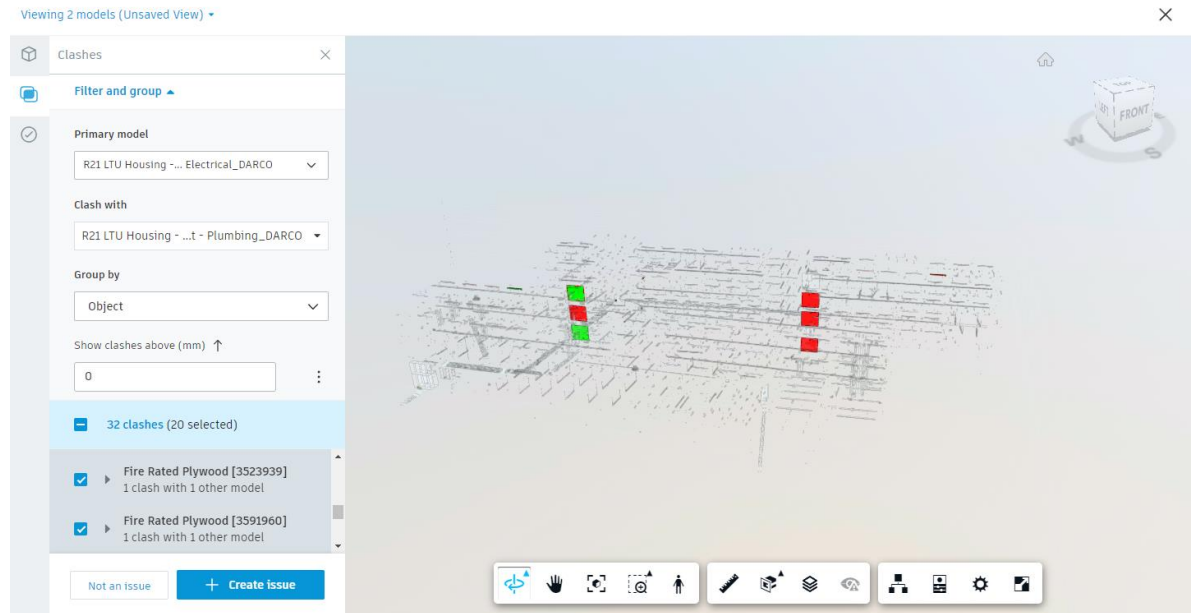 Viewing 2 models (Unsaved View)
Clashes
Filter and group
Primary model
R21 LTU Housing -... Electrical_DARCO
Clash with
R21 LTU Housing - ...t - Plumbing_DARCO
Group by
Object
Show clashes above (mm)
0
32 clashes (20 selected)
Fire Rated Plywood [3523939]
1 clash with 1 other model
Fire Rated Plywood [3591960]
1 clash with 1 other model
Not an issue
+ Create issue
FRONT
W
S